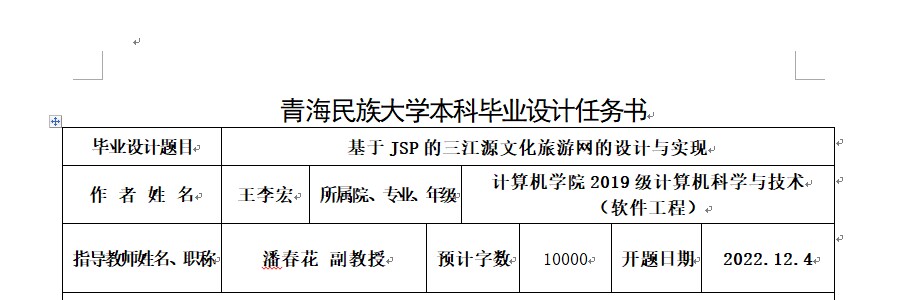 青海民族大学本科毕业设计任务书
毕业设计题目 基于 JSP 的三江源文化旅游网的设计与实现
作 者 姓 名 王李宏 所属院、专业、年级 计算机学院 2019 级计算机科学与技术
（软件工程）
指导教师姓名、职称 潘春花 副教授 预计字数 10000 开题日期 2022.12.4